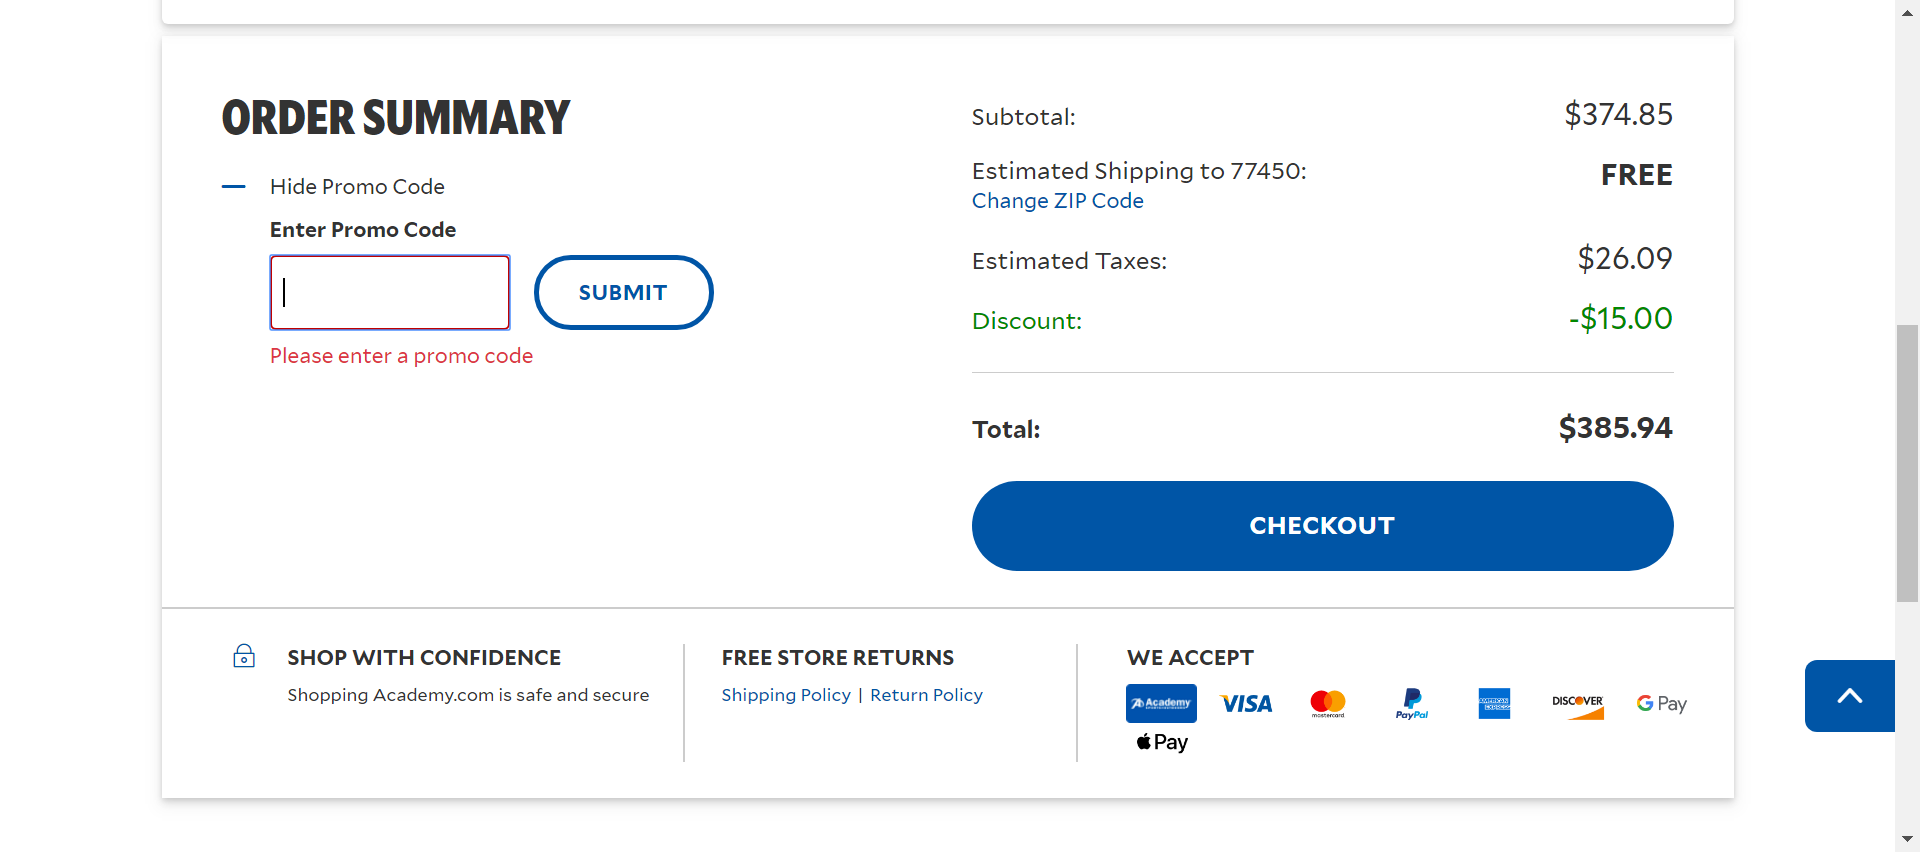 ORDER SUMMARY
Hide Promo Code
Enter Promo Code
SUBMIT
Please enter a promo code
Subtotal: $374.85
Estimated Shipping to 77450: FREE
Change ZIP Code
Estimated Taxes: $26.09
Discount: -$15.00
Total: $385.94
CHECKOUT
SHOP WITH CONFIDENCE
Shopping Academy.com is safe and secure
FREE STORE RETURNS
Shipping Policy | Return Policy
WE ACCEPT
Academy VISA mastercard PayPal AMERICAN EXPRESS DISCOVER G Pay
Pay